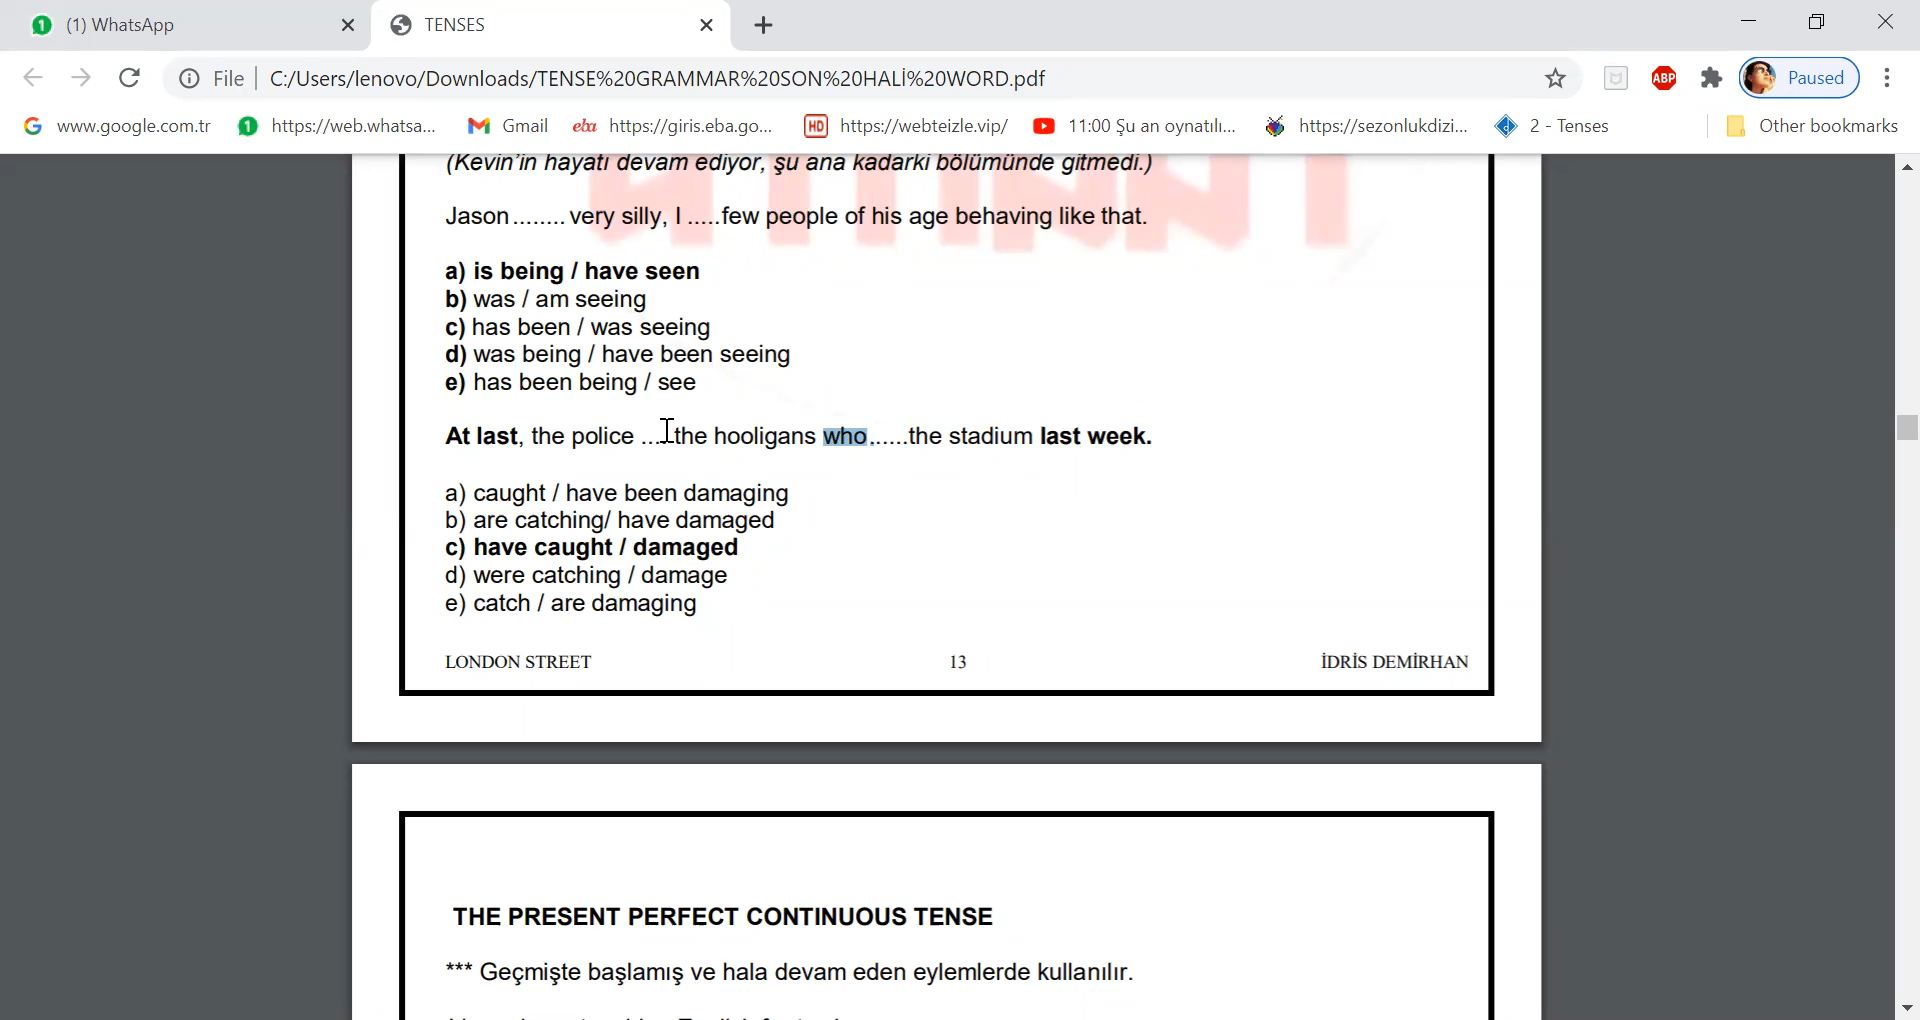 (1) WhatsApp
TENSES
File
C:/Users/lenovo/Downloads/TENSE%20GRAMMAR%20SON%20HALİ%20WORD.pdf
ABP
Paused
www.google.com.tr
https://web.whatsa...
Gmail
eba https://giris.eba.go...
HD https://webteizle.vip/
11:00 Şu an oynatılı...
https://sezonlukdizi...
2 - Tenses
Other bookmarks
(Kevin'in hayatı devam ediyor, şu ana kadarki bölümünde gitmedi.)
Jason........ very silly, I .....few people of his age behaving like that.
a) is being / have seen
b) was / am seeing
c) has been / was seeing
d) was being / have been seeing
e) has been being / see
At last, the police .....the hooligans who......the stadium last week.
a) caught / have been damaging
b) are catching/ have damaged
c) have caught / damaged
d) were catching / damage
e) catch / are damaging
LONDON STREET
13
İDRİS DEMİRHAN
THE PRESENT PERFECT CONTINUOUS TENSE
*** Geçmişte başlamış ve hala devam eden eylemlerde kullanılır.